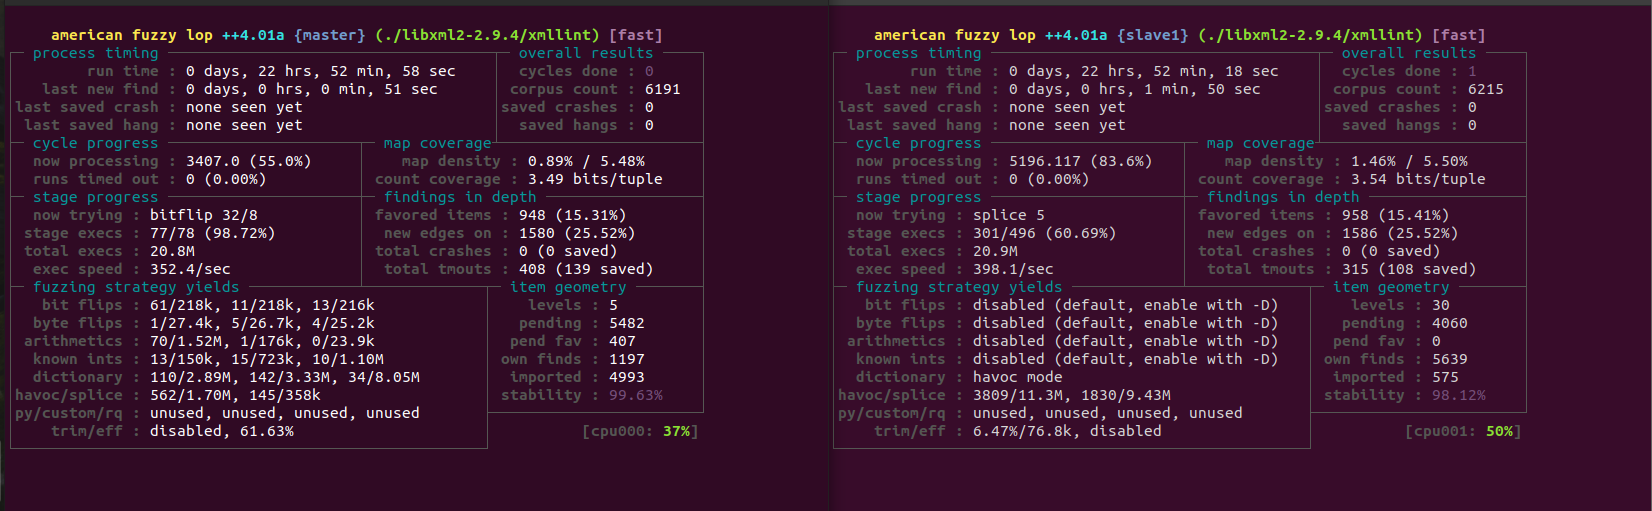 american fuzzy lop ++4.01a {master} (./libxml2-2.9.4/xmllint) [fast]
process timing overall results
run time : 0 days, 22 hrs, 52 min, 58 sec cycles done : 0
last new find : 0 days, 0 hrs, 0 min, 51 sec corpus count : 6191
last saved crash : none seen yet saved crashes : 0
last saved hang : none seen yet saved hangs : 0
cycle progress map coverage
now processing : 3407.0 (55.0%) map density : 0.89% / 5.48%
runs timed out : 0 (0.00%) count coverage : 3.49 bits/tuple
stage progress findings in depth
now trying : bitflip 32/8 favored items : 948 (15.31%)
stage execs : 77/78 (98.72%) new edges on : 1580 (25.52%)
total execs : 20.8M total crashes : 0 (0 saved)
exec speed : 352.4/sec total tmouts : 408 (139 saved)
fuzzing strategy yields item geometry
bit flips : 61/218k, 11/218k, 13/216k levels : 5
byte flips : 1/27.4k, 5/26.7k, 4/25.2k pending : 5482
arithmetics : 70/1.52M, 1/176k, 0/23.9k pend fav : 407
known ints : 13/150k, 15/723k, 10/1.10M own finds : 1197
dictionary : 110/2.89M, 142/3.33M, 34/8.05M imported : 4993
havoc/splice : 562/1.70M, 145/358k stability : 99.63%
py/custom/rq : unused, unused, unused, unused
trim/eff : disabled, 61.63% [cpu000: 37%]
american fuzzy lop ++4.01a {slave1} (./libxml2-2.9.4/xmllint) [fast]
process timing overall results
run time : 0 days, 22 hrs, 52 min, 18 sec cycles done : 1
last new find : 0 days, 0 hrs, 1 min, 50 sec corpus count : 6215
last saved crash : none seen yet saved crashes : 0
last saved hang : none seen yet saved hangs : 0
cycle progress map coverage
now processing : 5196.117 (83.6%) map density : 1.46% / 5.50%
runs timed out : 0 (0.00%) count coverage : 3.54 bits/tuple
stage progress findings in depth
now trying : splice 5 favored items : 958 (15.41%)
stage execs : 301/496 (60.69%) new edges on : 1586 (25.52%)
total execs : 20.9M total crashes : 0 (0 saved)
exec speed : 398.1/sec total tmouts : 315 (108 saved)
fuzzing strategy yields item geometry
bit flips : disabled (default, enable with -D) levels : 30
byte flips : disabled (default, enable with -D) pending : 4060
arithmetics : disabled (default, enable with -D) pend fav : 0
known ints : disabled (default, enable with -D) own finds : 5639
dictionary : havoc mode imported : 575
havoc/splice : 3809/11.3M, 1830/9.43M stability : 98.12%
py/custom/rq : unused, unused, unused, unused
trim/eff : 6.47%/76.8k, disabled [cpu001: 50%]